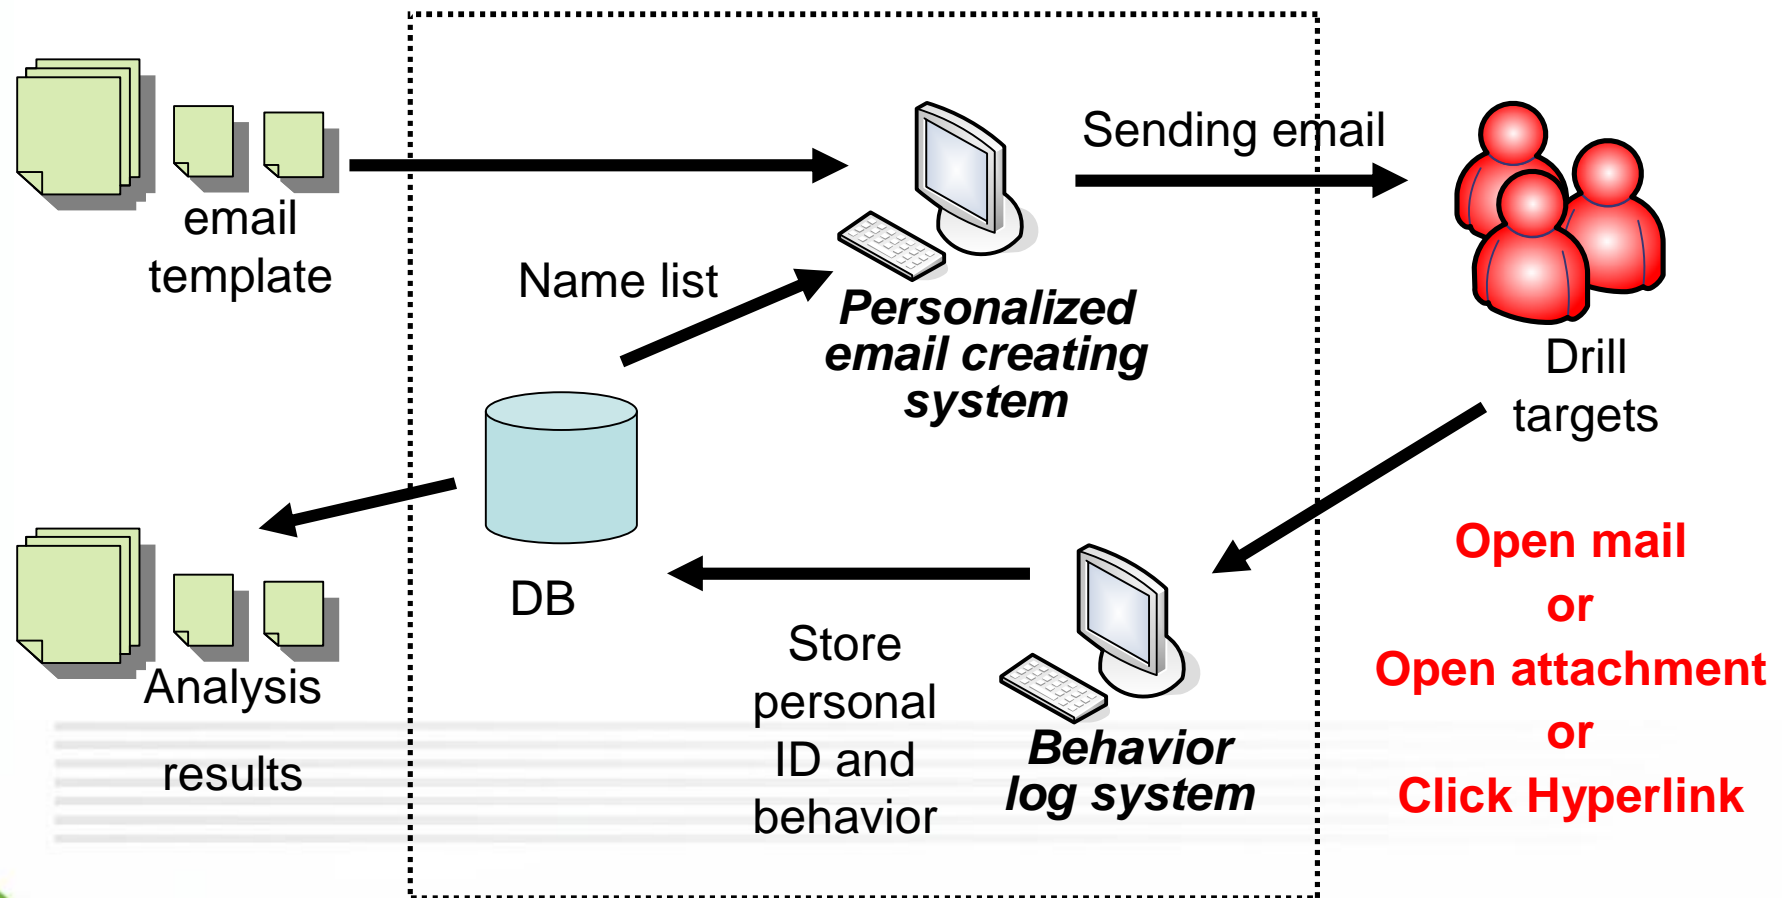 Sending email
email
template
Name list
Personalized
email creating
system
Drill
targets
DB
Open mail
or
Open attachment
or
Click Hyperlink
Store
personal
ID and
behavior
Behavior
log system
Analysis
results